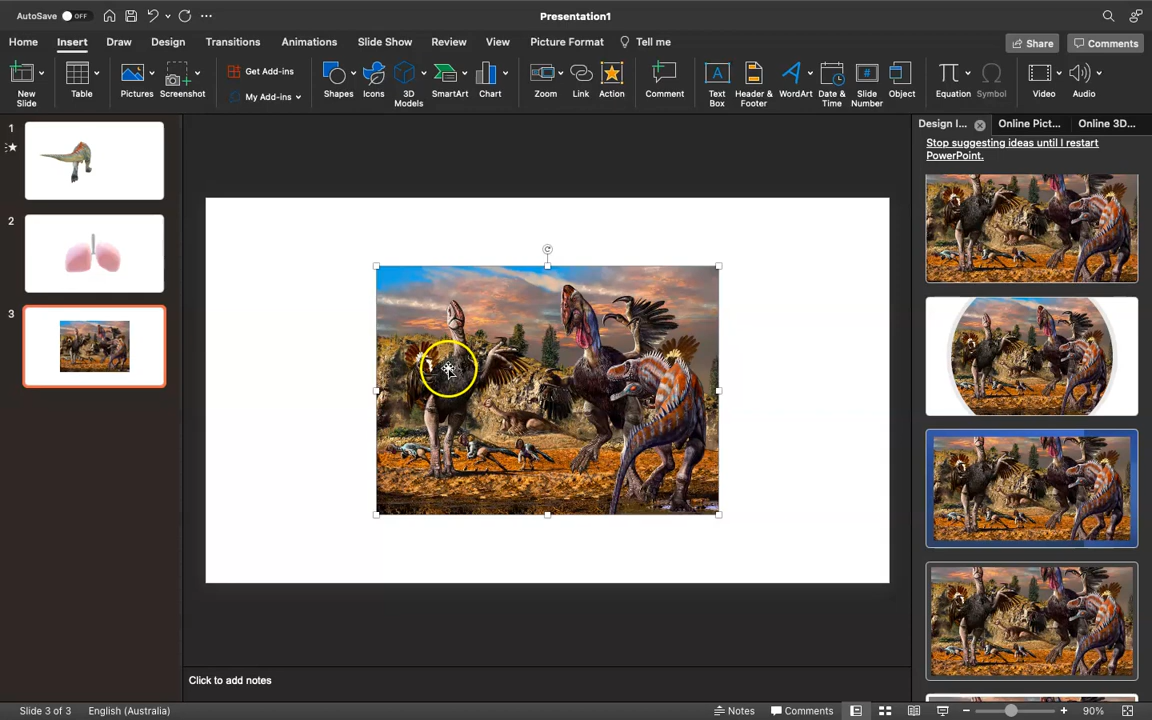 AutoSave OFF
Presentation1
Home Insert Draw Design Transitions Animations Slide Show Review View Picture Format Tell me
Share Comments
New Slide
Table
Pictures
Screenshot
Get Add-ins
My Add-ins
Shapes
Icons
3D Models
SmartArt
Chart
Zoom
Link
Action
Comment
Text Box
Header & Footer
WordArt
Date & Time
Slide Number
Object
Equation
Symbol
Video
Audio
1
2
3
Design I... Online Pict... Online 3D...
Stop suggesting ideas until I restart
PowerPoint.
Click to add notes
Slide 3 of 3 English (Australia) Notes Comments 90%